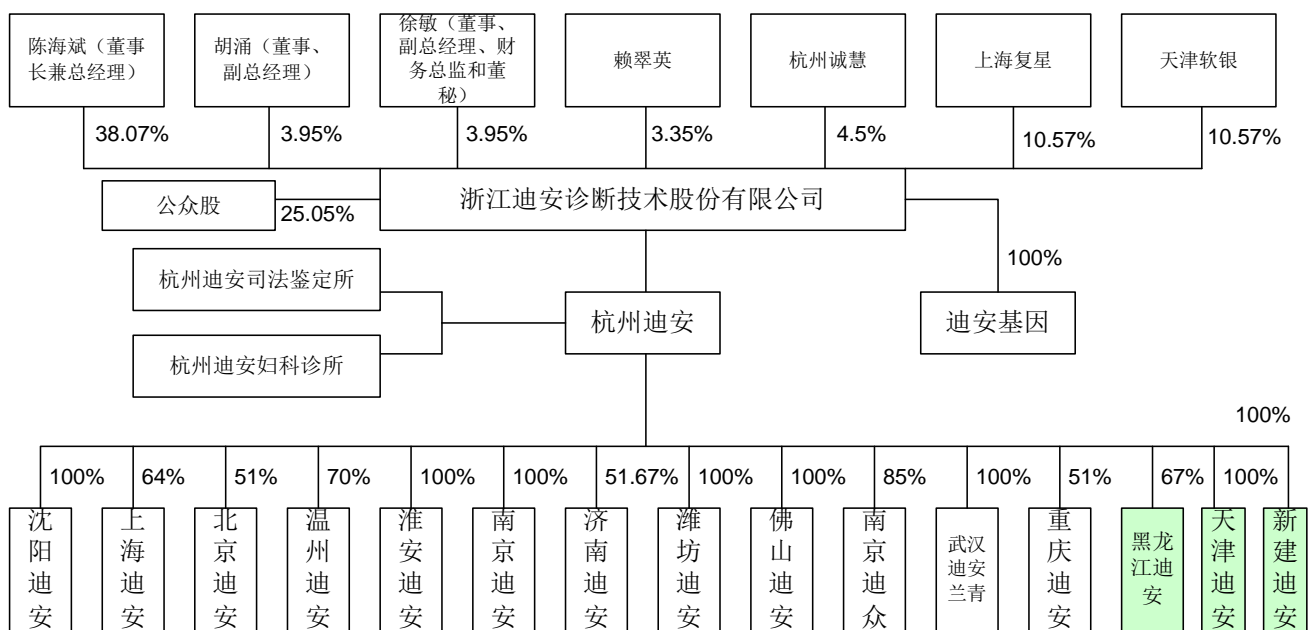 陈海斌（董事
长兼总经理）
胡涌（董事、
副总经理）
徐敏（董事、
副总经理、财
务总监和董
秘）
赖翠英
杭州诚慧
上海复星
天津软银
38.07%
3.95%
3.95%
3.35%
4.5%
10.57%
10.57%
公众股
25.05%
浙江迪安诊断技术股份有限公司
100%
杭州迪安司法鉴定所
杭州迪安
迪安基因
杭州迪安妇科诊所
100%
100%
64%
51%
70%
100%
100%
51.67%
100%
100%
85%
100%
51%
67%
100%
沈阳迪安
上海迪安
北京迪安
温州迪安
淮安迪安
南京迪安
济南迪安
潍坊迪安
佛山迪安
南京迪众
武汉
迪安
兰青
重庆迪安
黑龙
江迪
安
天津迪安
新建迪安